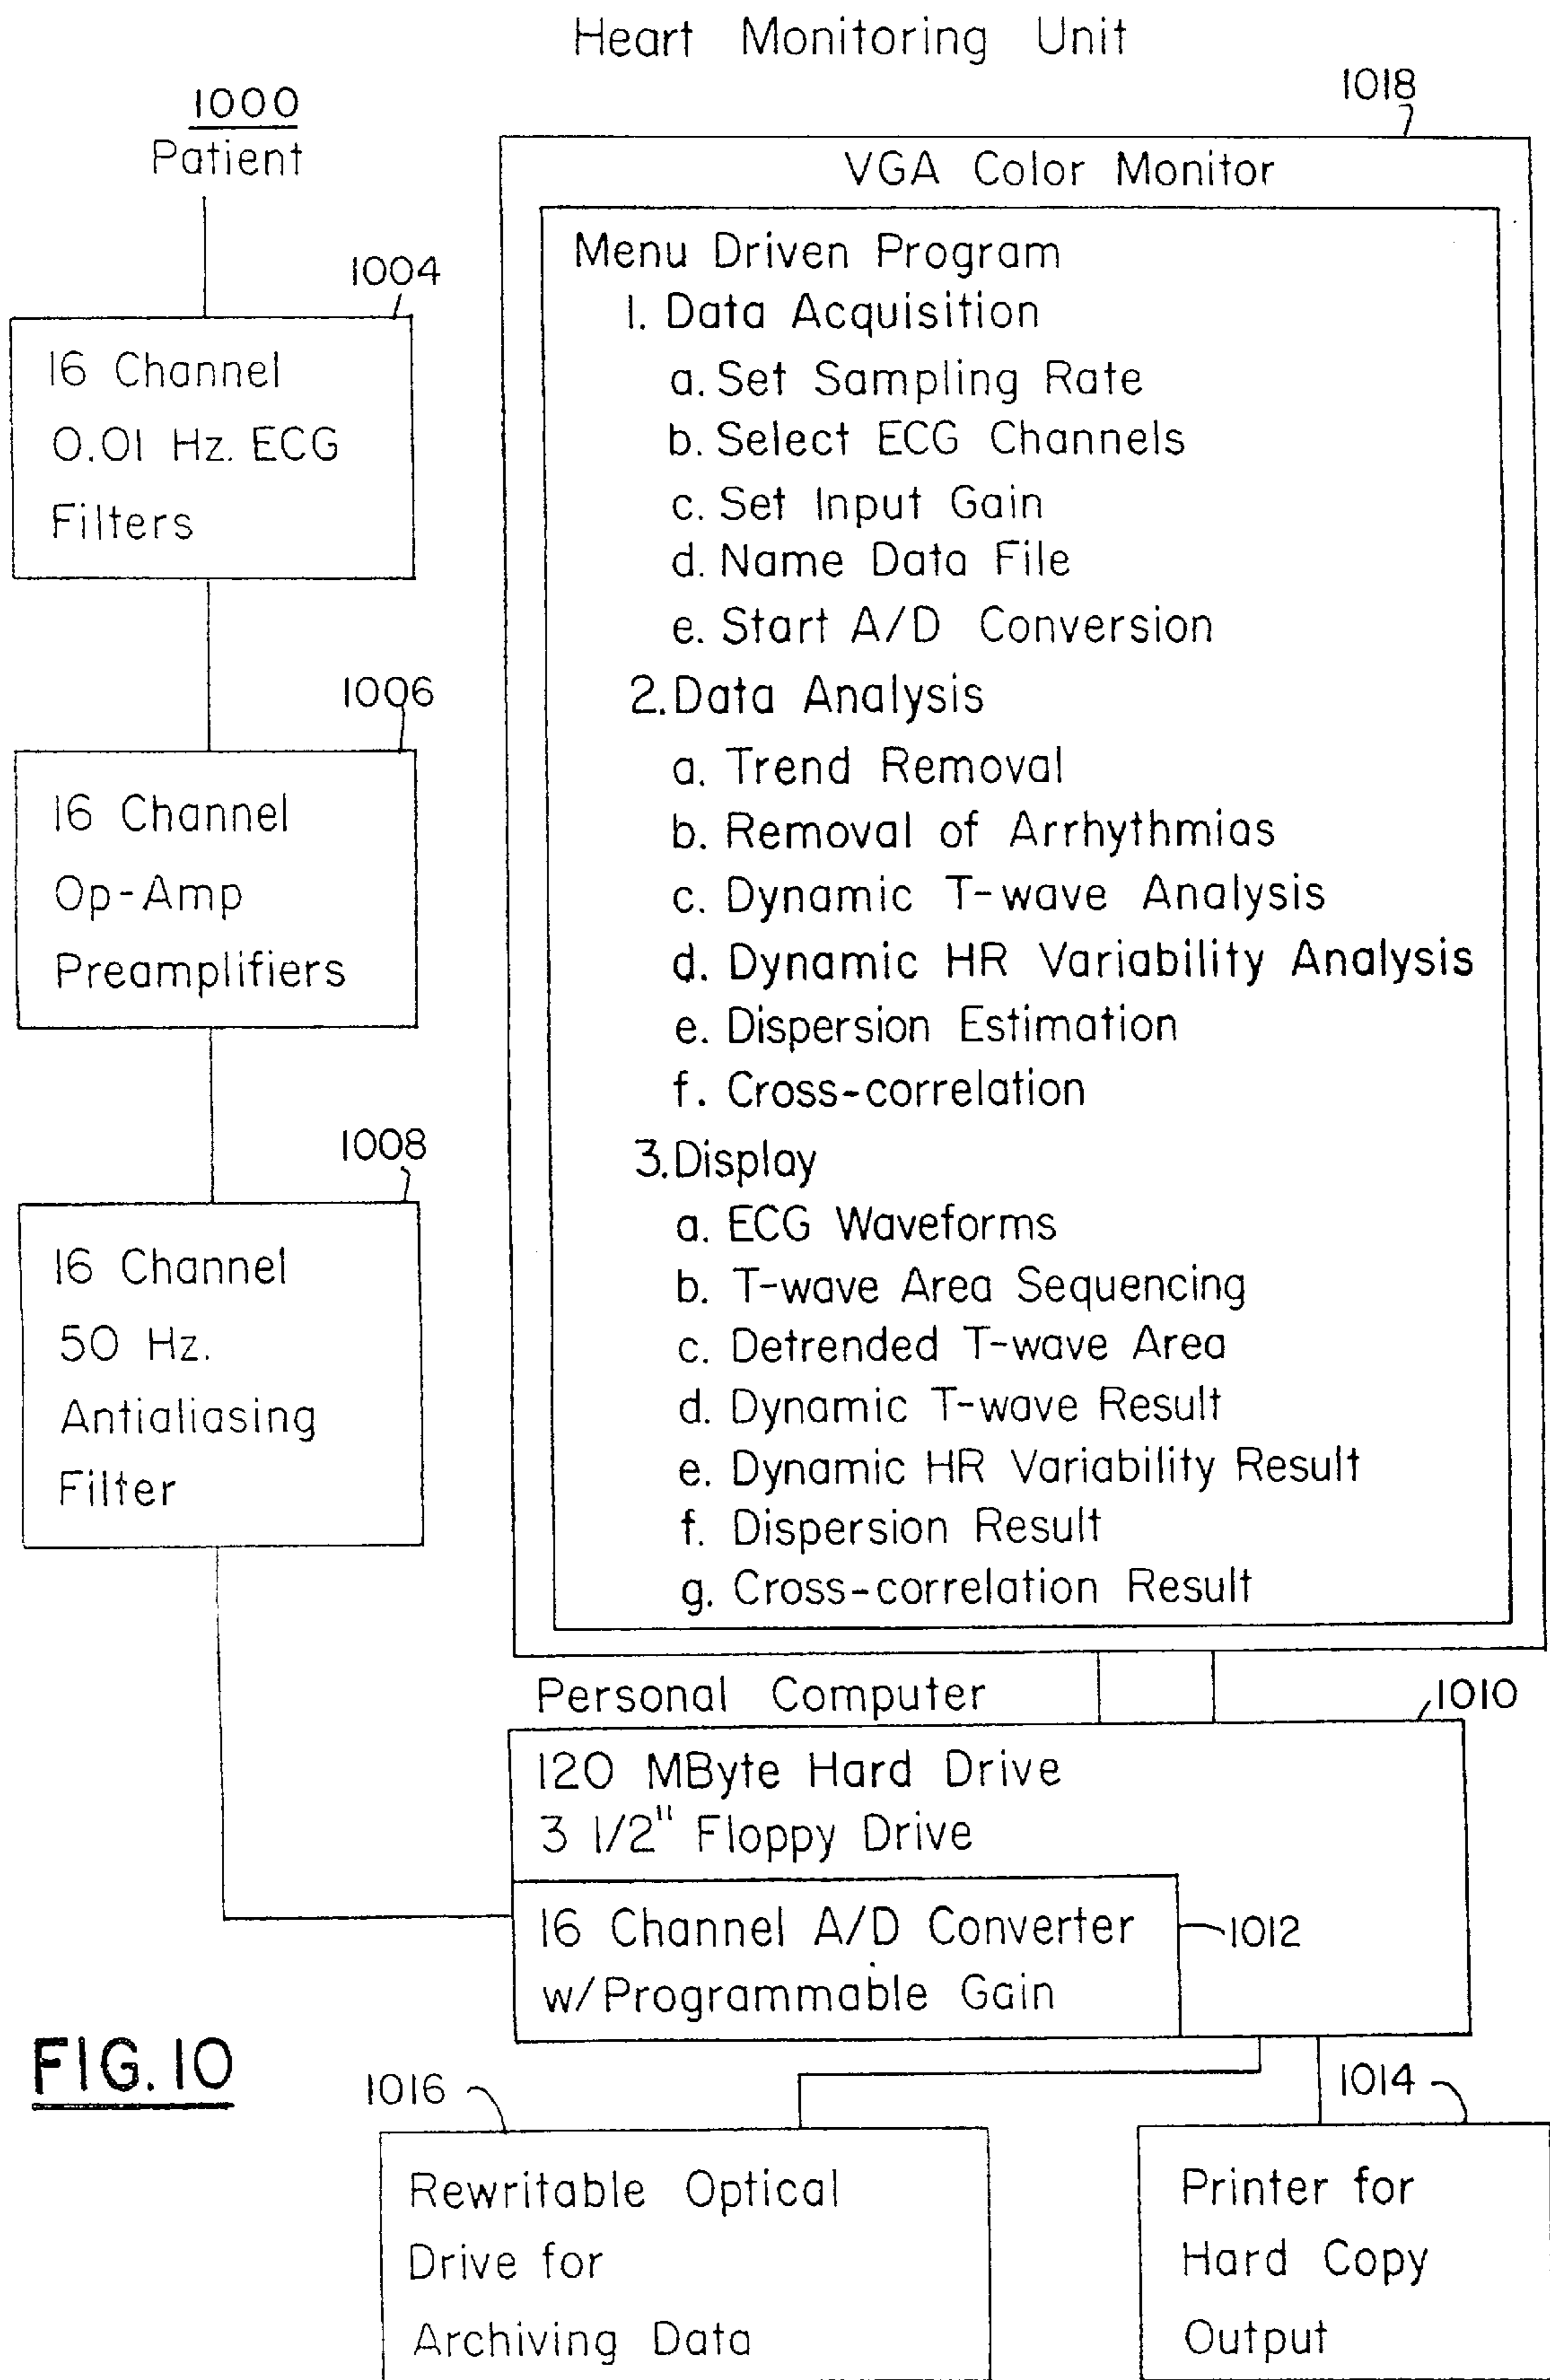 Heart Monitoring Unit
1000
Patient
1004
16 Channel
0.01 Hz. ECG
Filters
1006
16 Channel
Op-Amp
Preamplifiers
1008
16 Channel
50 Hz.
Antialiasing
Filter
1018
VGA Color Monitor
Menu Driven Program
1. Data Acquisition
a. Set Sampling Rate
b. Select ECG Channels
c. Set Input Gain
d. Name Data File
e. Start A/D Conversion
2. Data Analysis
a. Trend Removal
b. Removal of Arrhythmias
c. Dynamic T-wave Analysis
d. Dynamic HR Variability Analysis
e. Dispersion Estimation
f. Cross-correlation
3. Display
a. ECG Waveforms
b. T-wave Area Sequencing
c. Detrended T-wave Area
d. Dynamic T-wave Result
e. Dynamic HR Variability Result
f. Dispersion Result
g. Cross-correlation Result
Personal Computer
1010
120 MByte Hard Drive
3 1/2" Floppy Drive
16 Channel A/D Converter
w/Programmable Gain
1012
FIG. 10
1016
Rewritable Optical
Drive for
Archiving Data
1014
Printer for
Hard Copy
Output